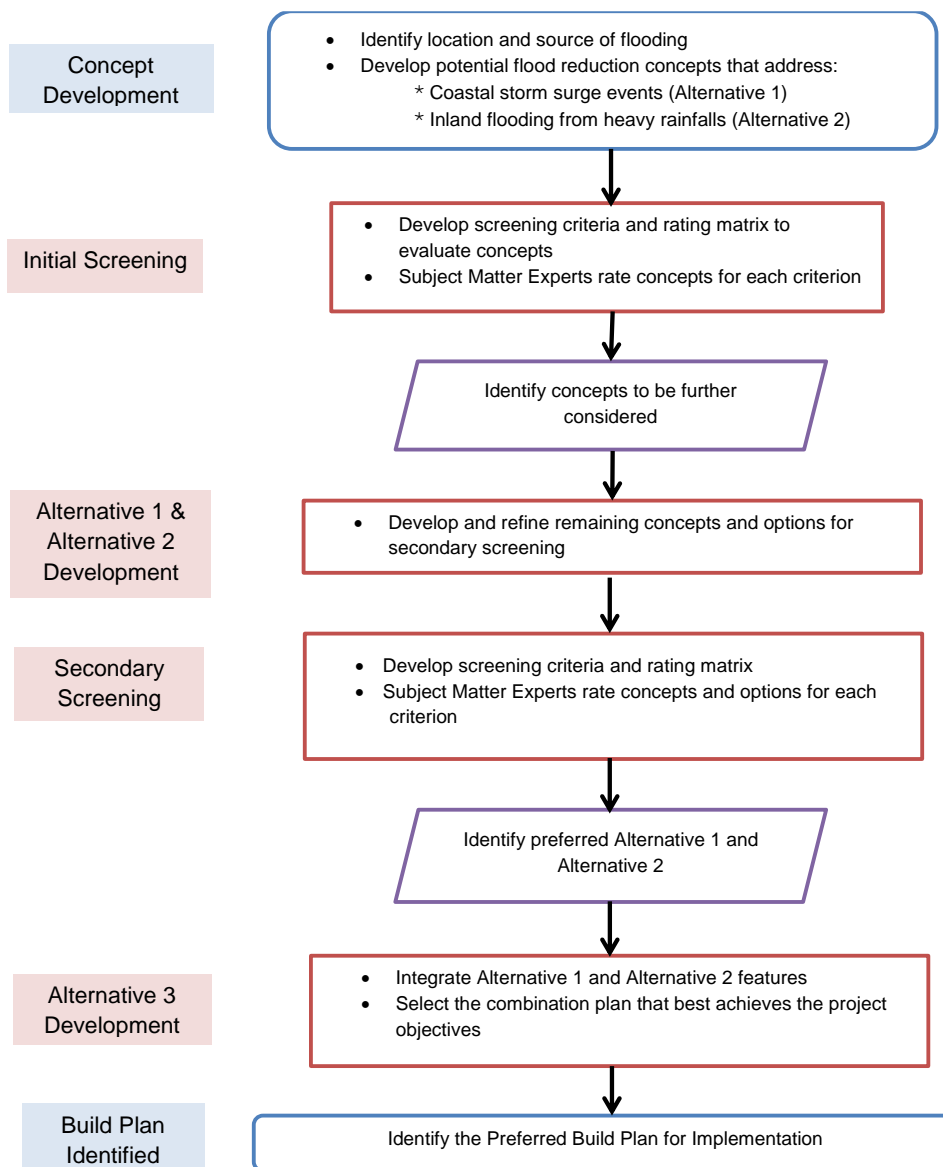 Concept
Development
• Identify location and source of flooding
• Develop potential flood reduction concepts that address:
* Coastal storm surge events (Alternative 1)
* Inland flooding from heavy rainfalls (Alternative 2)
Initial Screening
• Develop screening criteria and rating matrix to
evaluate concepts
• Subject Matter Experts rate concepts for each criterion
Identify concepts to be further
considered
Alternative 1 &
Alternative 2
Development
• Develop and refine remaining concepts and options for
secondary screening
Secondary
Screening
• Develop screening criteria and rating matrix
• Subject Matter Experts rate concepts and options for each
criterion
Identify preferred Alternative 1 and
Alternative 2
Alternative 3
Development
• Integrate Alternative 1 and Alternative 2 features
• Select the combination plan that best achieves the project
objectives
Build Plan
Identified
Identify the Preferred Build Plan for Implementation